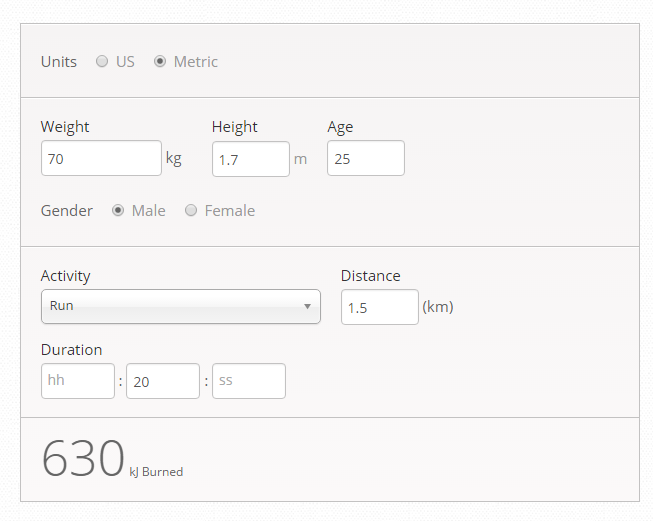 Units US Metric
Weight Height Age
70 kg 1.7 m 25
Gender Male Female
Activity Distance
Run 1.5 (km)
Duration
hh : 20 : ss
630 kJ Burned